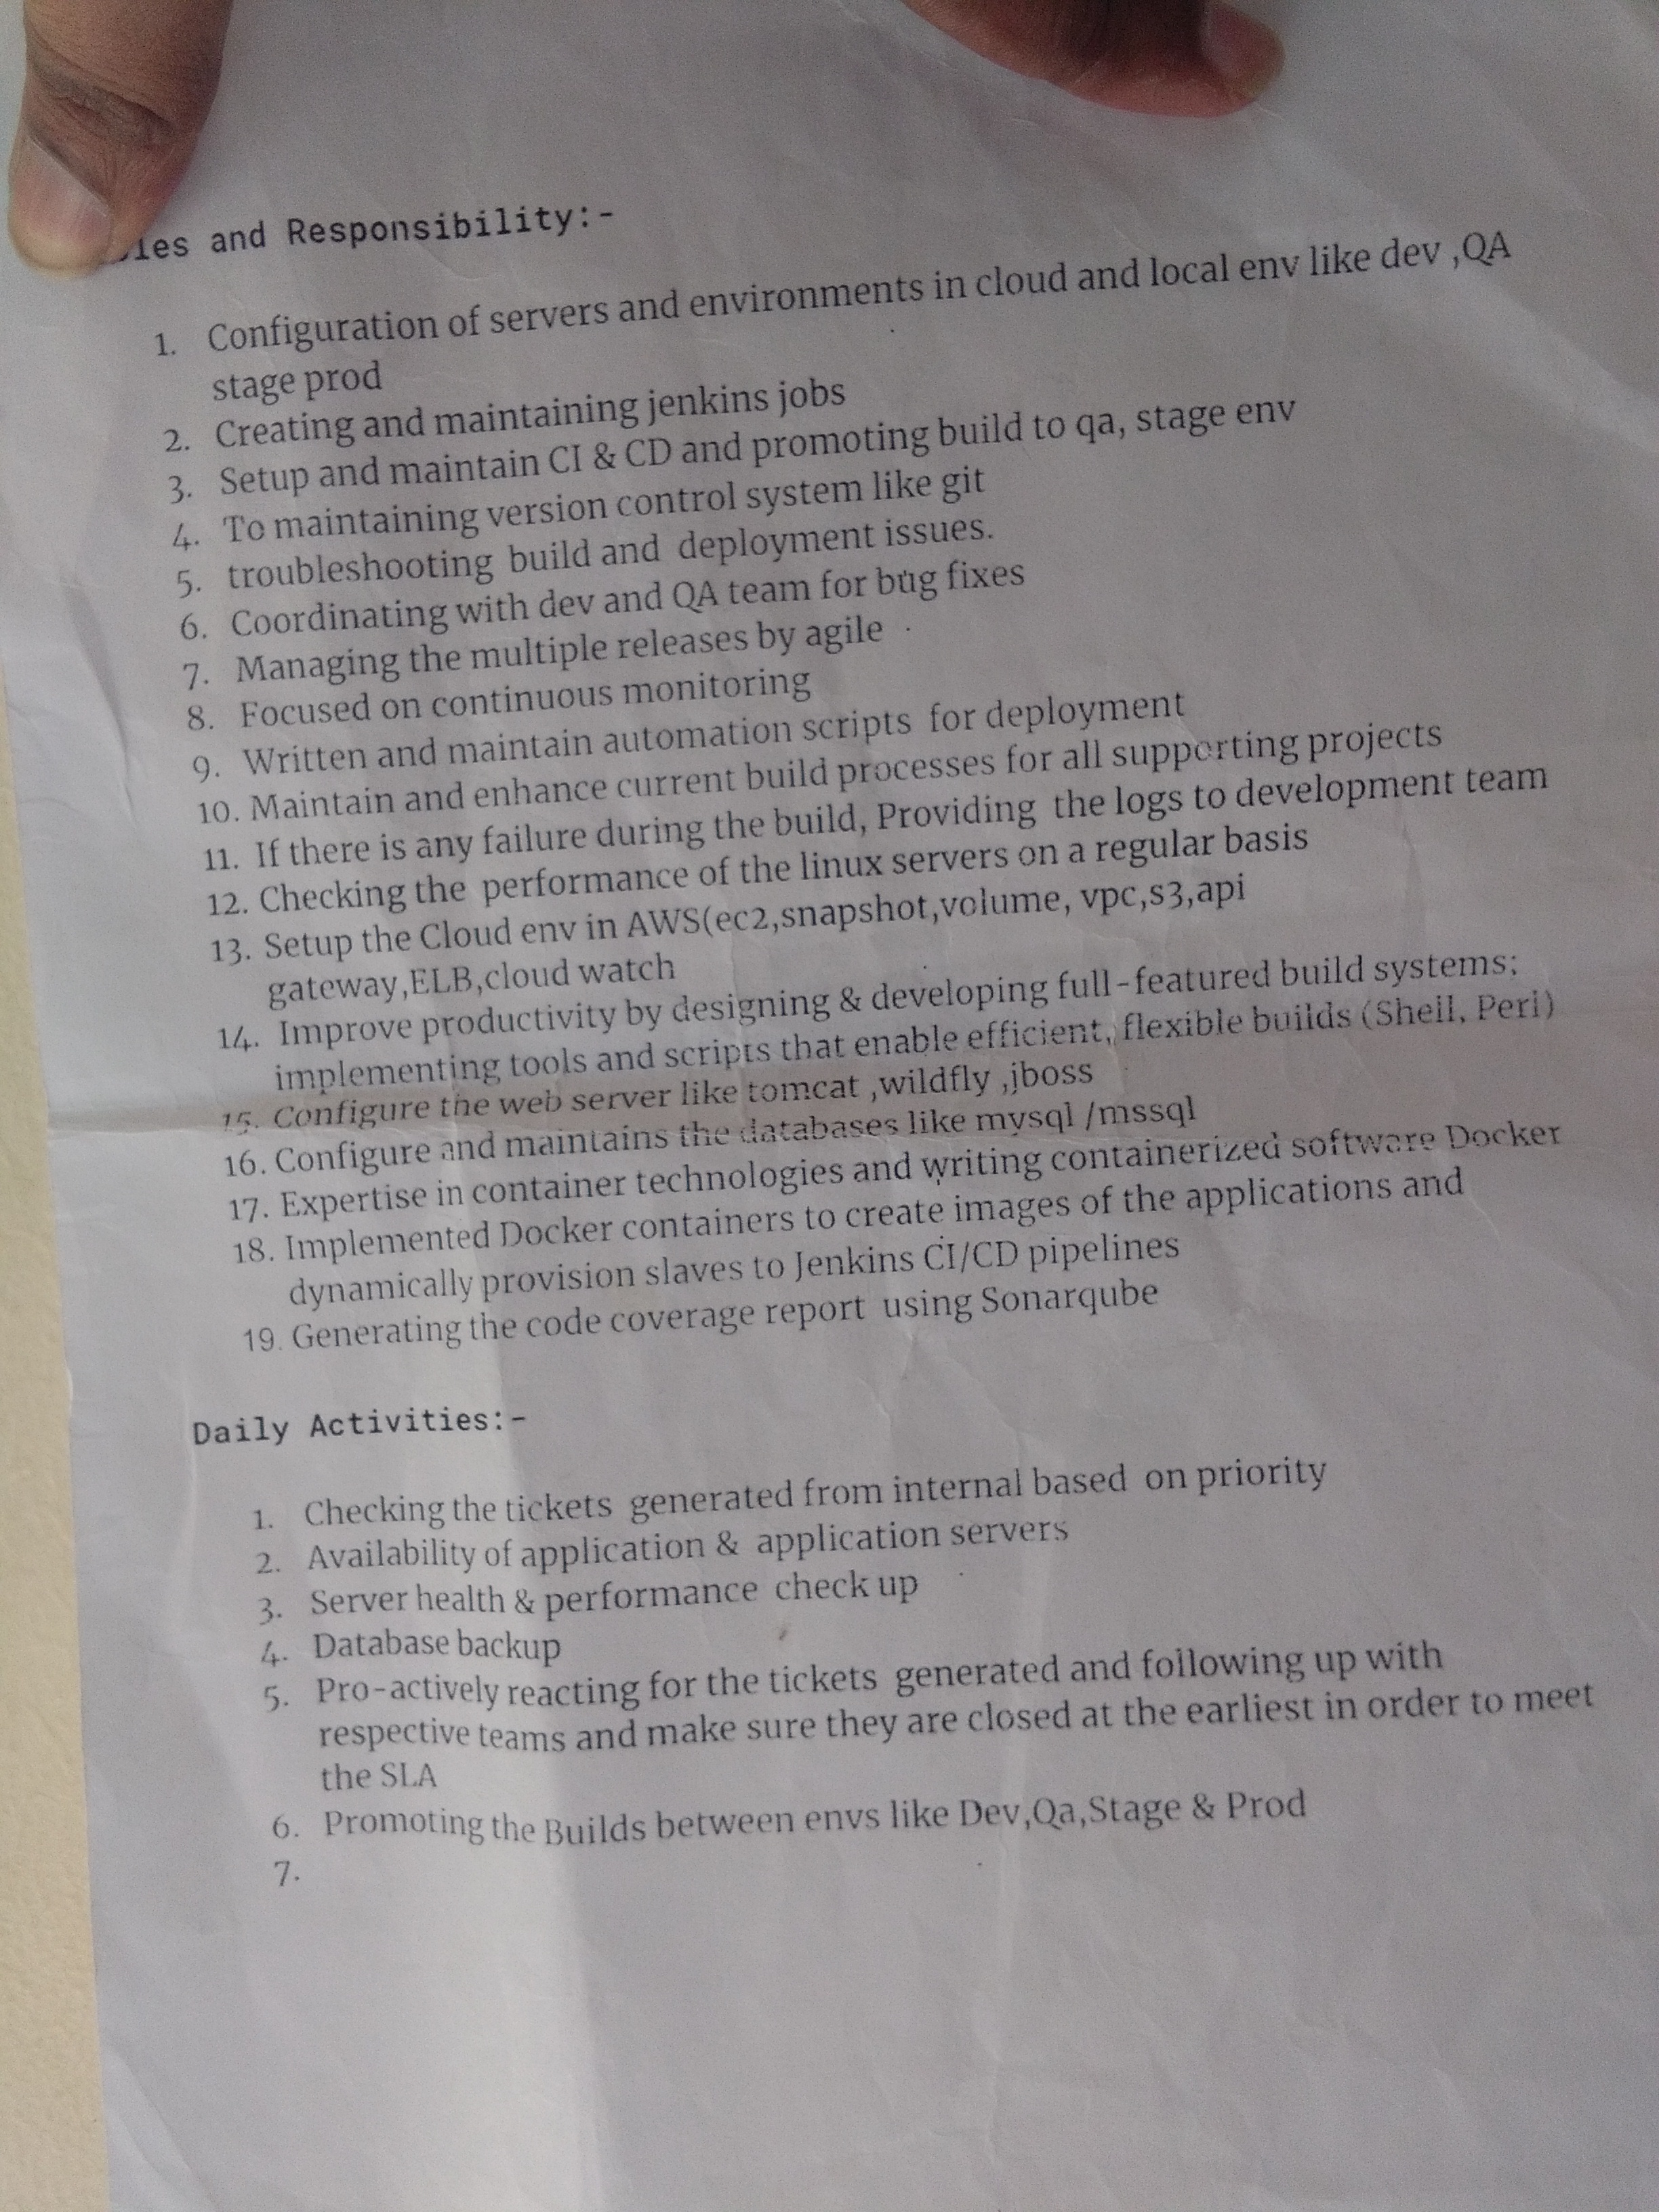 les and Responsibility:-
1. Configuration of servers and environments in cloud and local env like dev ,QA
stage prod
2. Creating and maintaining jenkins jobs
3. Setup and maintain CI & CD and promoting build to qa, stage env
4. To maintaining version control system like git
5. troubleshooting build and deployment issues.
6. Coordinating with dev and QA team for bug fixes
7. Managing the multiple releases by agile
8. Focused on continuous monitoring
9. Written and maintain automation scripts for deployment
10. Maintain and enhance current build processes for all supporting projects
11. If there is any failure during the build, Providing the logs to development team
12. Checking the performance of the linux servers on a regular basis
13. Setup the Cloud env in AWS(ec2,snapshot,volume, vpc,s3,api
gateway,ELB,cloud watch
14. Improve productivity by designing & developing full-featured build systems;
implementing tools and scripts that enable efficient, flexible builds (Shell, Perl)
15. Configure the web server like tomcat ,wildfly ,jboss
16. Configure and maintains the databases like mysql /mssql
17. Expertise in container technologies and writing containerized software Docker
18. Implemented Docker containers to create images of the applications and
dynamically provision slaves to Jenkins CI/CD pipelines
19. Generating the code coverage report using Sonarqube
Daily Activities:-
1. Checking the tickets generated from internal based on priority
2. Availability of application & application servers
3. Server health & performance check up
4. Database backup
5. Pro-actively reacting for the tickets generated and following up with
respective teams and make sure they are closed at the earliest in order to meet
the SLA
6. Promoting the Builds between envs like Dev,Qa,Stage & Prod
7.